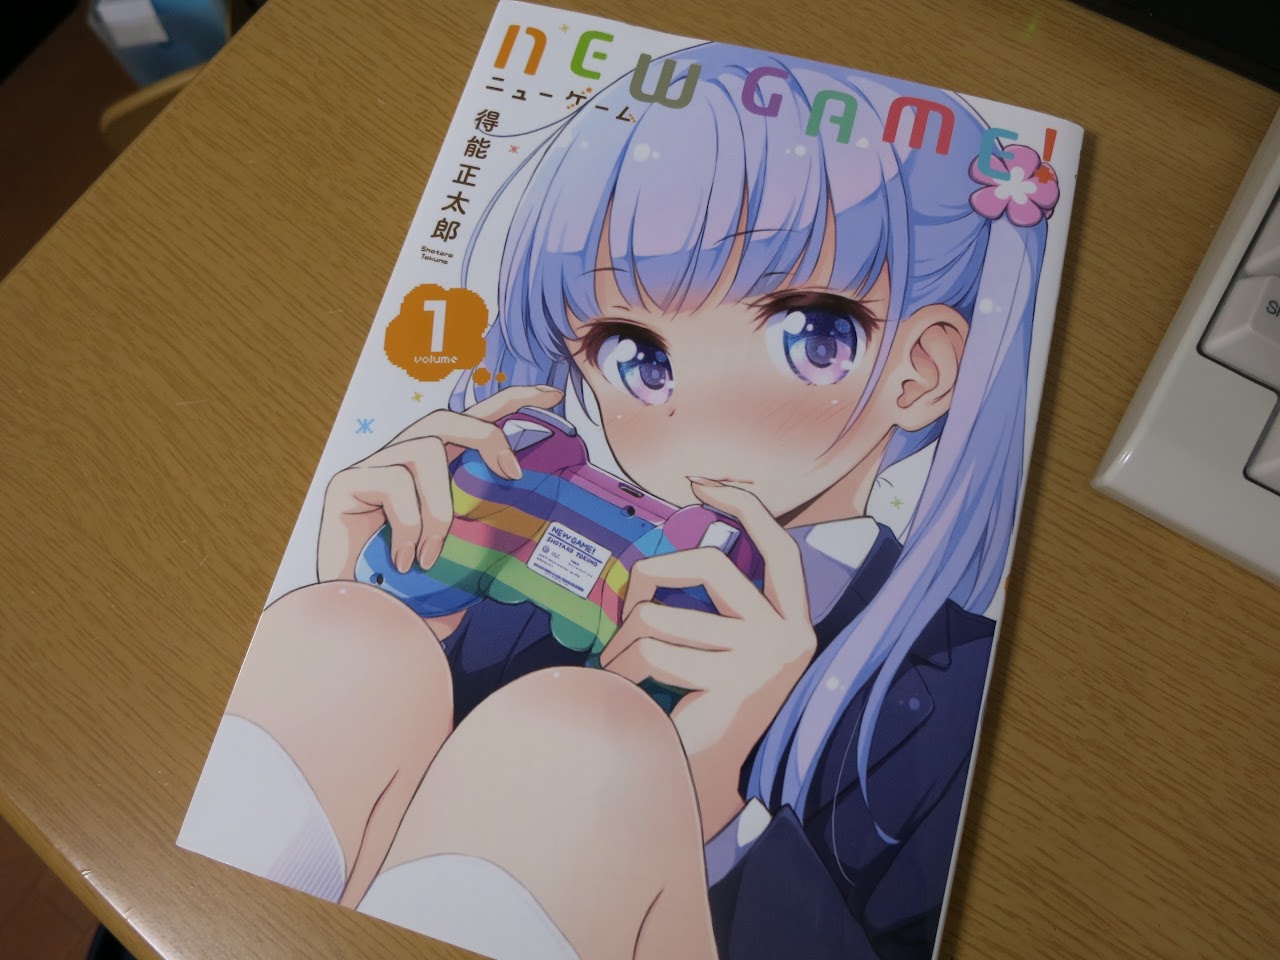 NEW GAME!
ニューゲーム
得能正太郎
Shotaro
Tokuno
1
volume
NEW GAME!
SHOTARO TOKUNO